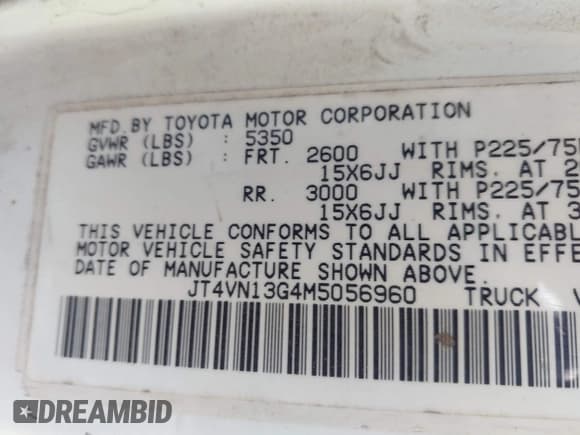 MFD. BY TOYOTA MOTOR CORPORATION
GVWR (LBS) : 5350
GAWR (LBS) : FRT. 2600 WITH P225/75
15X6JJ RIMS. AT 2
RR. 3000 WITH P225/75
15X6JJ RIMS. AT 3
THIS VEHICLE CONFORMS TO ALL APPLICABL
MOTOR VEHICLE SAFETY STANDARDS IN EFFE
DATE OF MANUFACTURE SHOWN ABOVE.
JT4VN13G4M5056960 TRUCK
DREAMBID